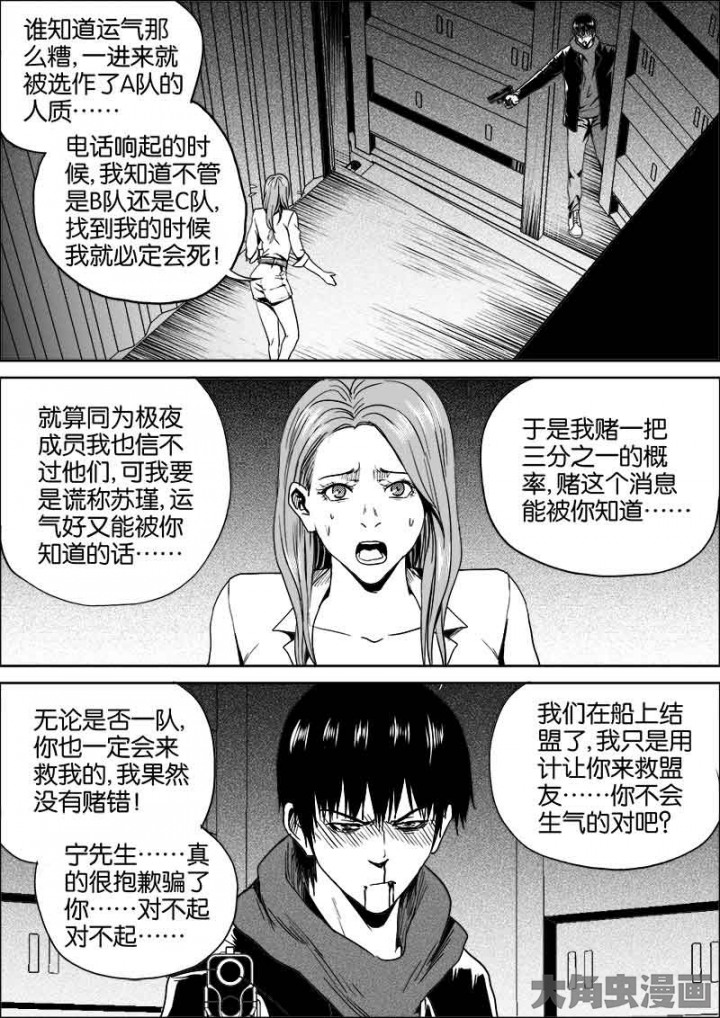 谁知道运气那
么糟,一进来就
被选作了A队的
人质……
电话响起的时
候,我知道不管
是B队还是C队,
找到我的时候
我就必定会死!
就算同为极夜
成员我也信不
过他们,可我要
是谎称苏瑾,运
气好又能被你
知道的话……
于是我赌一把
三分之一的概
率,赌这个消息
能被你知道……
无论是否一队,
你也一定会来
救我的,我果然
没有赌错!
宁先生……真
的很抱歉骗了
你……对不起
对不起……
我们在船上结
盟了,我只是用
计让你来救盟
友……你不会
生气的对吧?
大角虫漫画